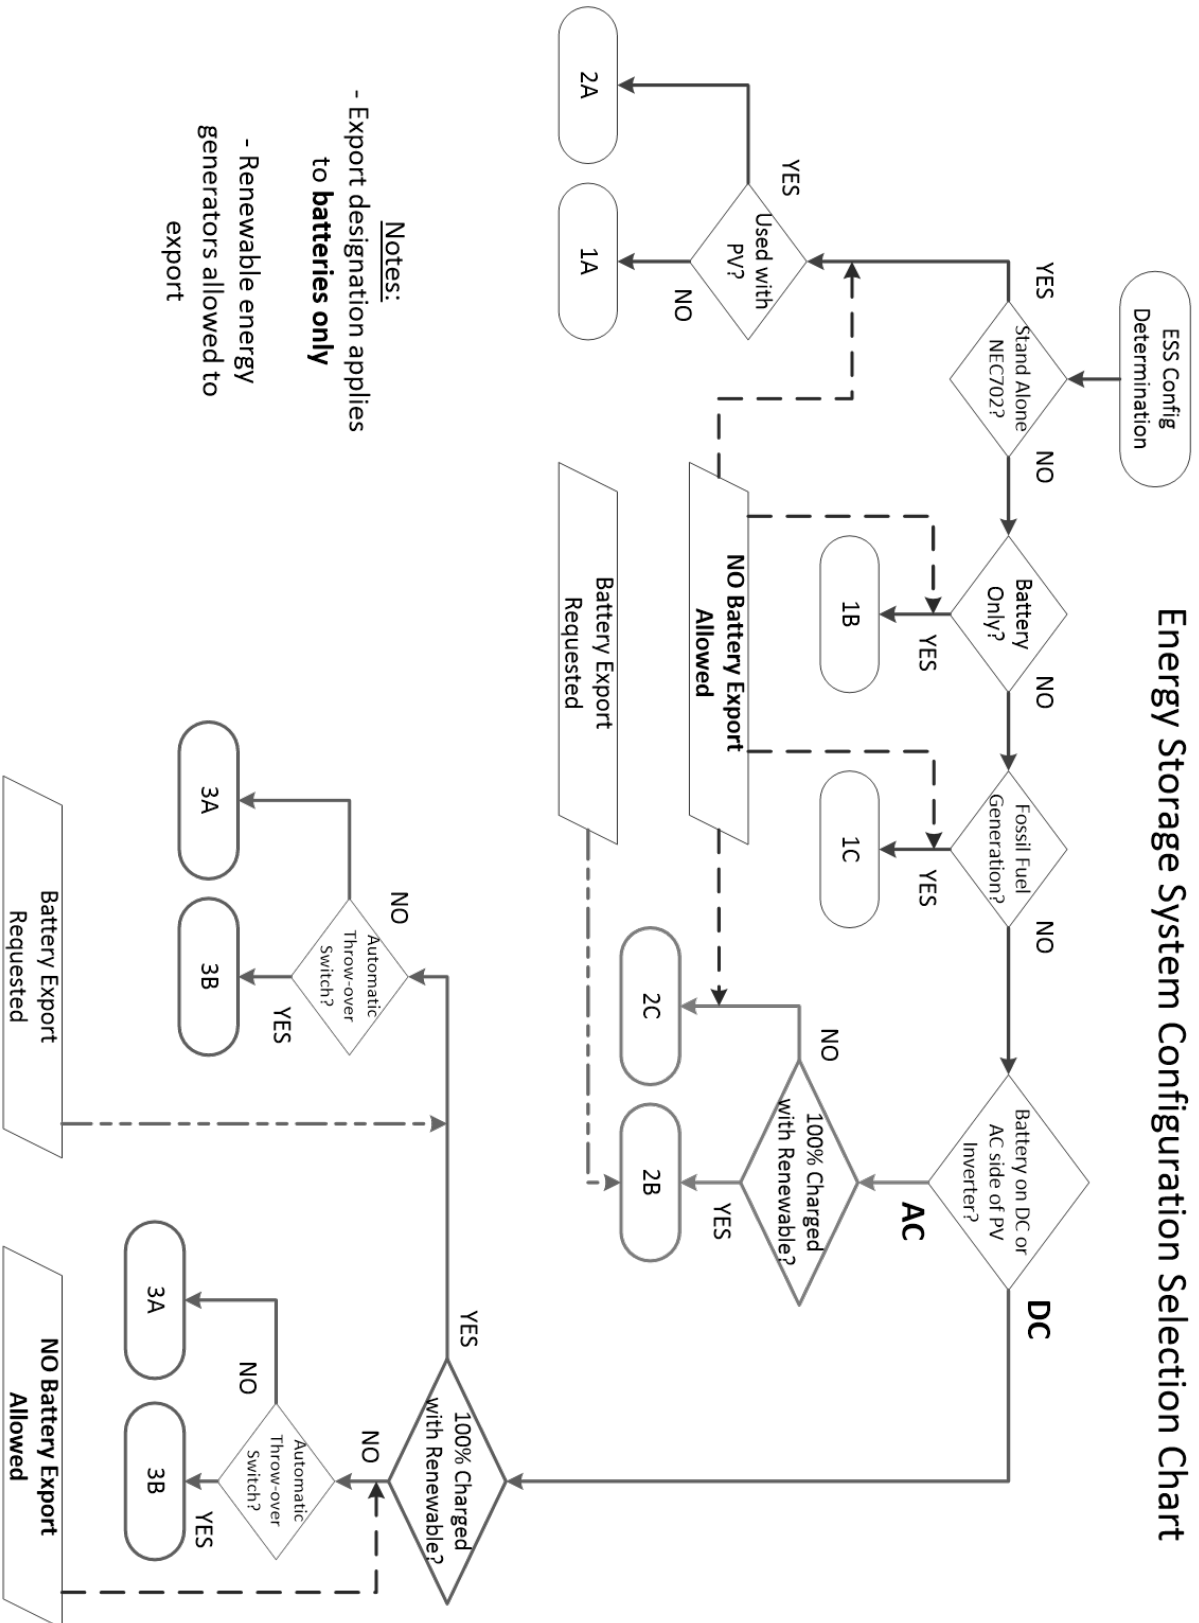 Energy Storage System Configuration Selection Chart
ESS Config
Determination
Stand Alone
NEC702?
YES
NO
Battery
Only?
YES
NO
Fossil Fuel
Generation?
YES
NO
Battery on DC or
AC side of PV
Inverter?
AC
DC
Used with
PV?
YES
NO
2A
1A
1B
1C
NO Battery Export
Allowed
Battery Export
Requested
100% Charged
with Renewable?
NO
YES
2C
2B
100% Charged
with Renewable?
YES
NO
Automatic
Throw-over
Switch?
NO
YES
3A
3B
Automatic
Throw-over
Switch?
NO
YES
3A
3B
Battery Export
Requested
NO Battery Export
Allowed
Notes:
- Export designation applies
to batteries only
- Renewable energy
generators allowed to
export